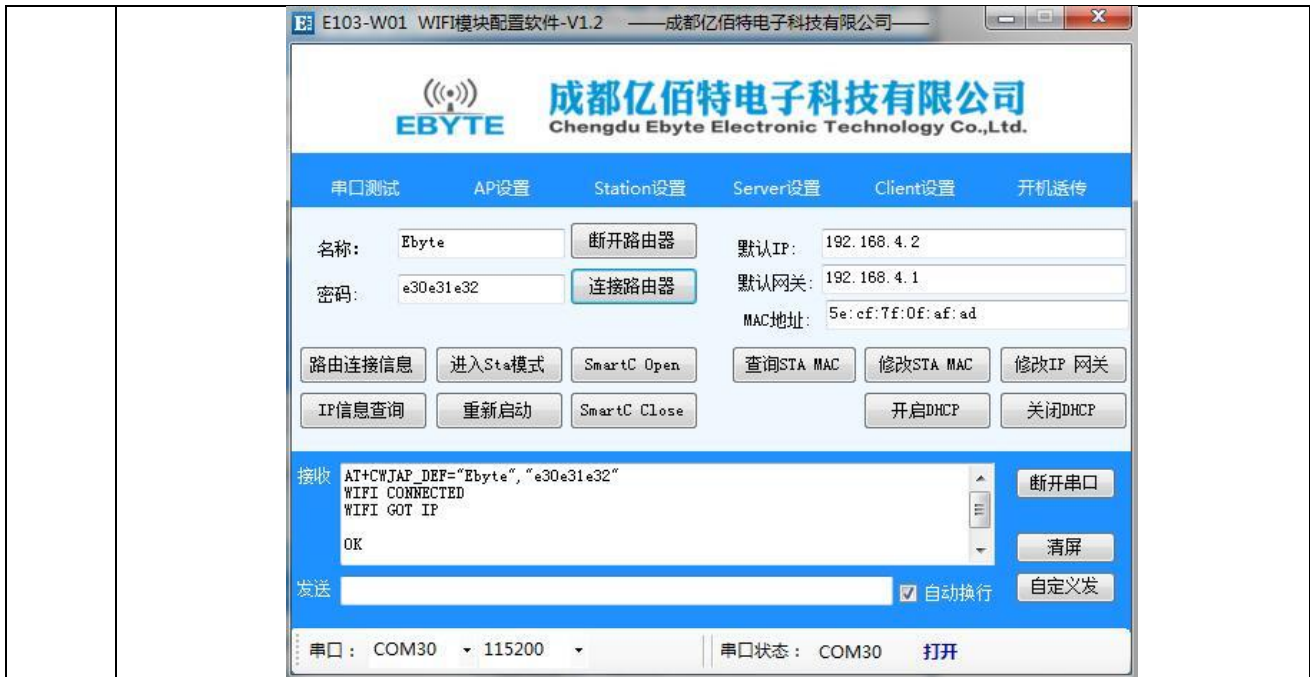 E103-W01 WIFI模块配置软件-V1.2 ——成都亿佰特电子科技有限公司——
EBYTE
成都亿佰特电子科技有限公司
Chengdu Ebyte Electronic Technology Co.,Ltd.
串口测试 AP设置 Station设置 Server设置 Client设置 开机透传
名称： Ebyte 断开路由器 默认IP: 192.168.4.2
密码: e30e31e32 连接路由器 默认网关: 192.168.4.1
MAC地址: 5e:cf:7f:0f:af:ad
路由连接信息 进入Sta模式 SmartC Open 查询STA MAC 修改STA MAC 修改IP 网关
IP信息查询 重新启动 SmartC Close 开启DHCP 关闭DHCP
接收 AT+CWJAP_DEF="Ebyte","e30e31e32" 断开串口
WIFI CONNECTED
WIFI GOT IP
OK 清屏
发送 自动换行 自定义发
串口： COM30 115200 串口状态： COM30 打开